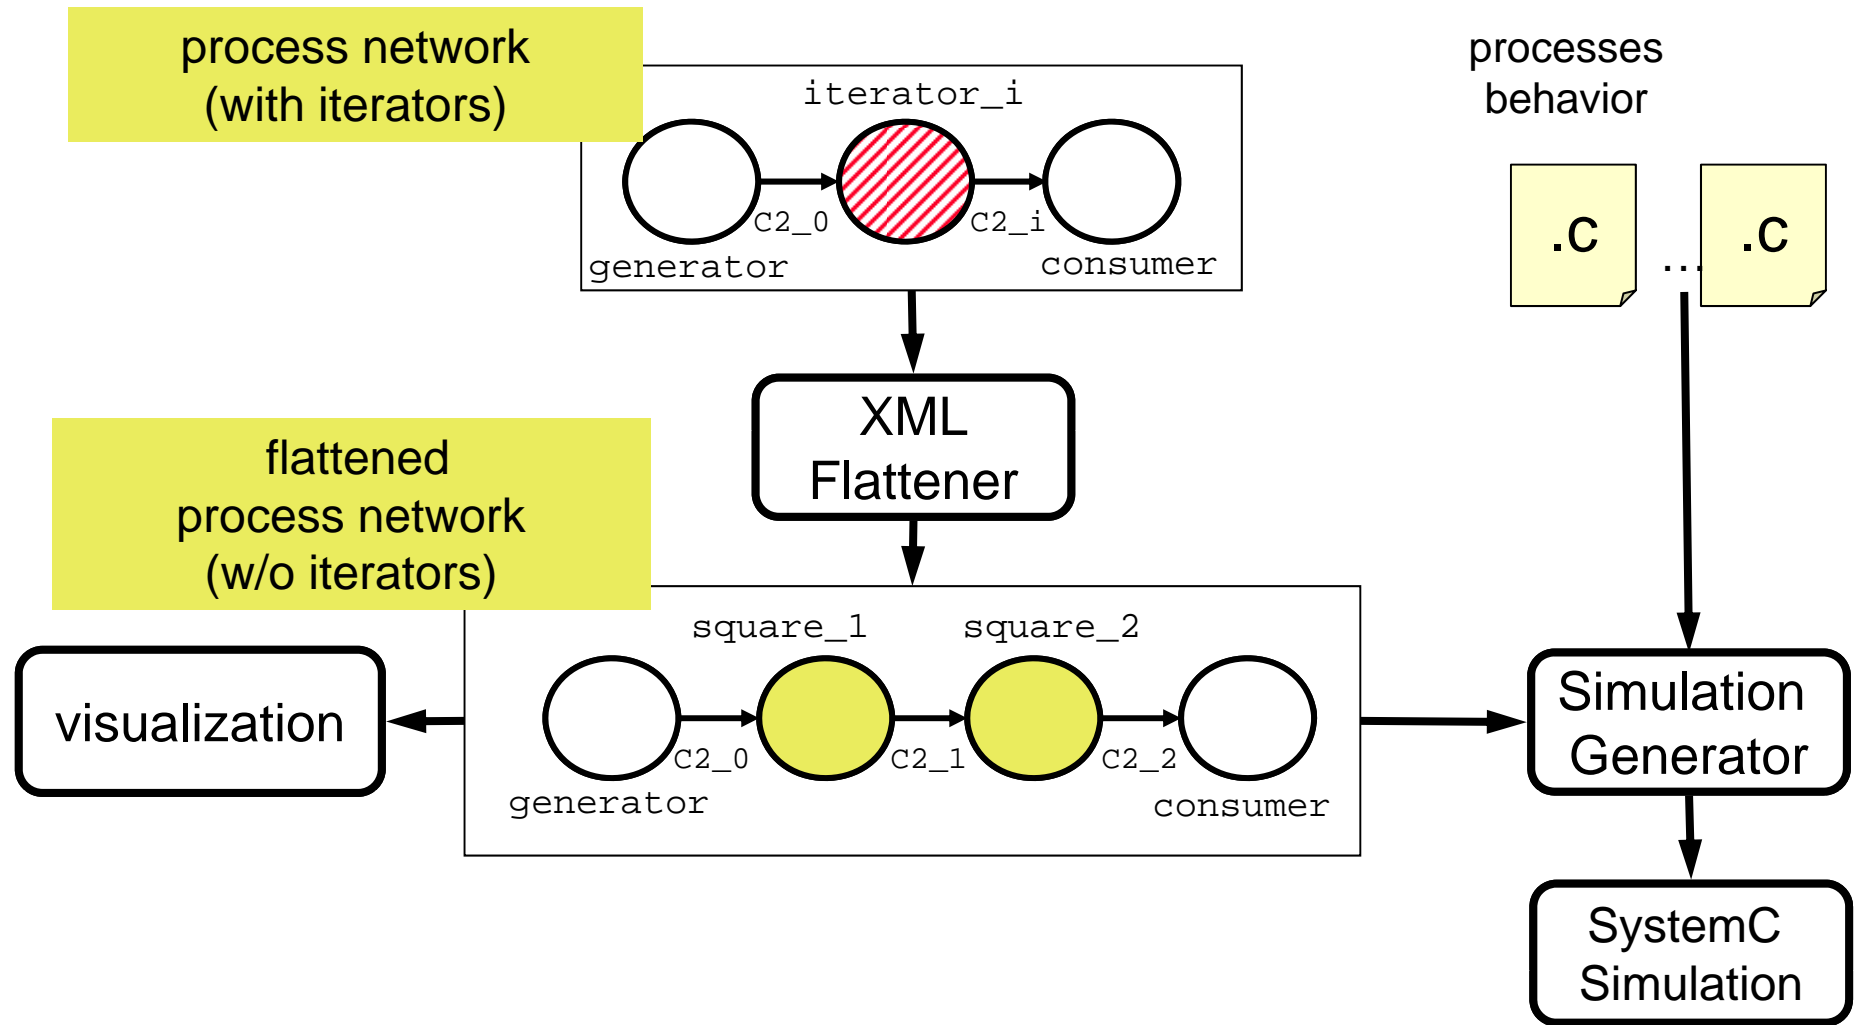 process network
(with iterators)
iterator_i
C2_0
C2_i
generator
consumer
processes
behavior
.c
...
.c
XML
Flattener
flattened
process network
(w/o iterators)
square_1
square_2
C2_0
C2_1
C2_2
generator
consumer
visualization
Simulation
Generator
SystemC
Simulation